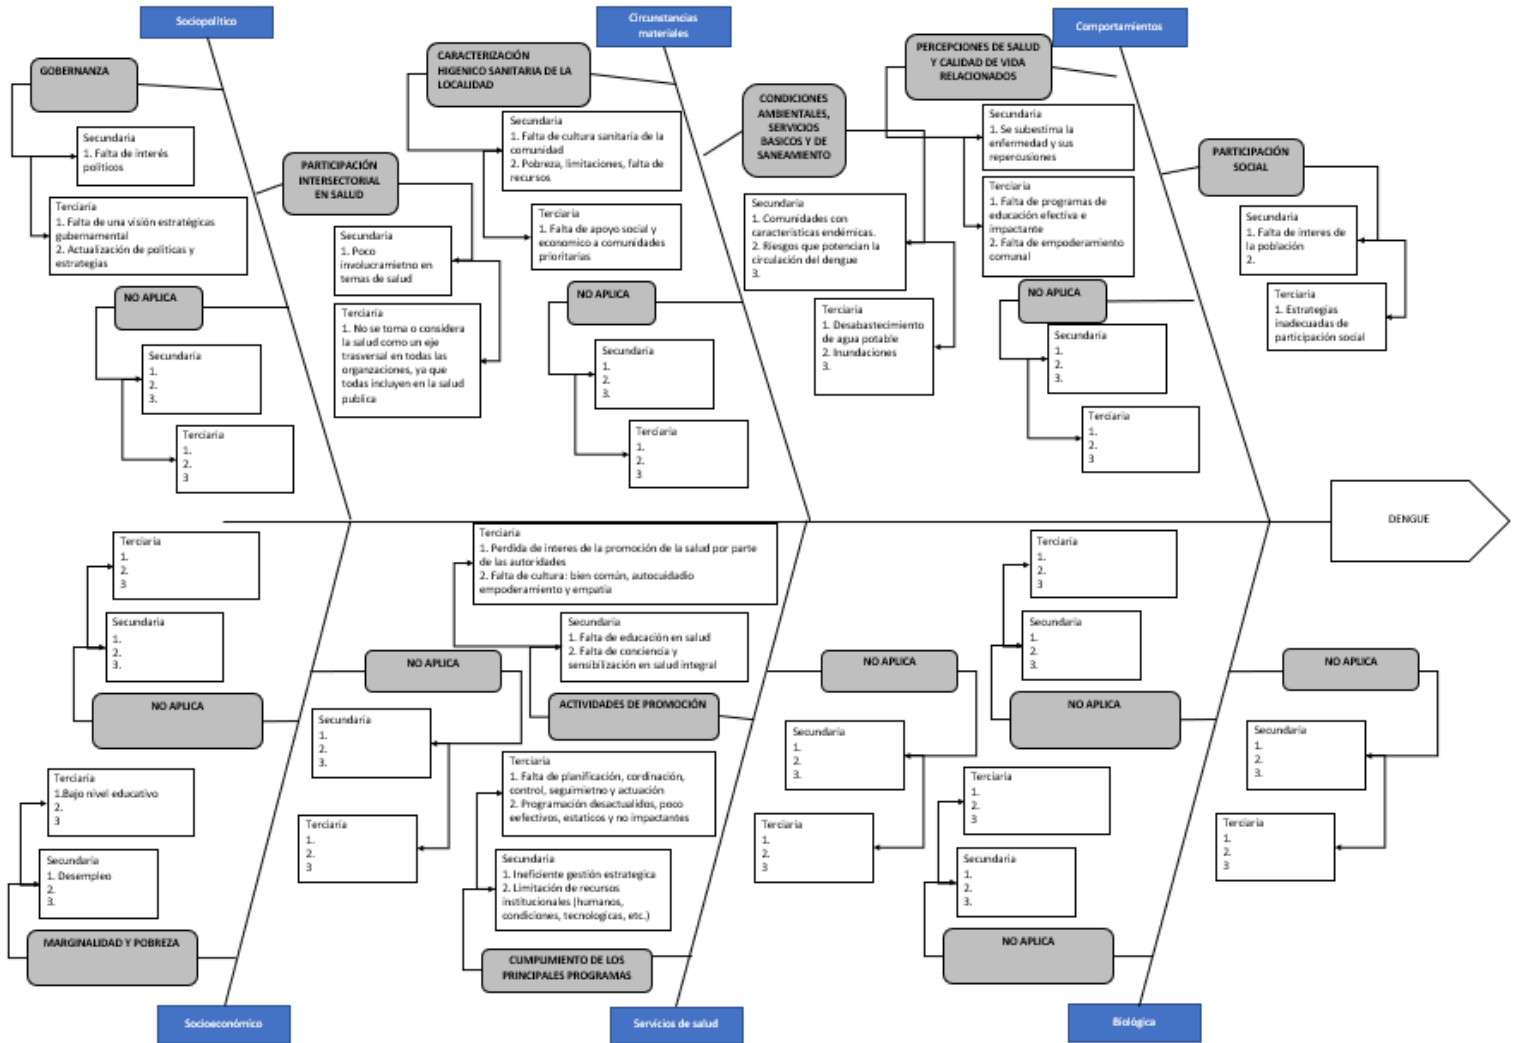 Sociopolítico
GOBERNANZA
Secundaria
1. Falta de interés
políticos
Terciaria
1. Falta de una visión estratégicas
gubernamental
2. Actualización de políticas y
estrategias
PARTICIPACIÓN
INTERSECTORIAL
EN SALUD
Secundaria
1. Poco
involucramietno en
temas de salud
Terciaria
1. No se toma o considera
la salud como un eje
trasversal en todas las
organzaciones, ya que
todas incluyen en la salud
publica
NO APLICA
Secundaria
1.
2.
3.
Terciaria
1.
2.
3
Circunstancias
materiales
CARACTERIZACIÓN
HIGENICO SANITARIA DE LA
LOCALIDAD
Secundaria
1. Falta de cultura sanitaria de la
comunidad
2. Pobreza, limitaciones, falta de
recursos
Terciaria
1. Falta de apoyo social y
economico a comunidades
prioritarias
CONDICIONES
AMBIENTALES,
SERVICIOS
BASICOS Y DE
SANEAMIENTO
Secundaria
1. Comunidades con
características endémicas.
2. Riesgos que potencian la
circulación del dengue
3.
Terciaria
1. Desabastecimiento
de agua potable
2. Inundaciones
3.
NO APLICA
Secundaria
1.
2.
3.
Terciaria
1.
2.
3
Comportamientos
PERCEPCIONES DE SALUD
Y CALIDAD DE VIDA
RELACIONADOS
Secundaria
1. Se subestima la
enfermedad y sus
repercusiones
Terciaria
1. Falta de programas de
educación efectiva e
impactante
2. Falta de empoderamiento
comunal
PARTICIPACIÓN
SOCIAL
Secundaria
1. Falta de interes de
la población
2.
Terciaria
1. Estrategias
inadecuadas de
participación social
NO APLICA
Secundaria
1.
2.
3.
Terciaria
1.
2.
3
DENGUE
Terciaria
1.
2.
3
Secundaria
1.
2.
3.
NO APLICA
NO APLICA
Secundaria
1.
2.
3.
Terciaria
1.
2.
3
Terciaria
1.Bajo nivel educativo
2.
3
Secundaria
1. Desempleo
2.
3.
MARGINALIDAD Y POBREZA
Socioeconómico
Terciaria
1. Perdida de interes de la promoción de la salud por parte
de las autoridades
2. Falta de cultura: bien común, autocuidadio
empoderamiento y empatia
Secundaria
1. Falta de educación en salud
2. Falta de conciencia y
sensibilización en salud integral
ACTIVIDADES DE PROMOCIÓN
NO APLICA
Secundaria
1.
2.
3.
Terciaria
1.
2.
3
Terciaria
1. Falta de planificación, cordinación,
control, seguimietno y actuación
2. Programación desactualidos, poco
eefectivos, estaticos y no impactantes
Secundaria
1. Ineficiente gestión estrategica
2. Limitación de recursos
institucionales (humanos,
condiciones, tecnologicas, etc.)
CUMPLIMIENTO DE LOS
PRINCIPALES PROGRAMAS
Servicios de salud
Terciaria
1.
2.
3
Secundaria
1.
2.
3.
NO APLICA
NO APLICA
Secundaria
1.
2.
3.
Terciaria
1.
2.
3
Terciaria
1.
2.
3
Secundaria
1.
2.
3.
NO APLICA
Biológica